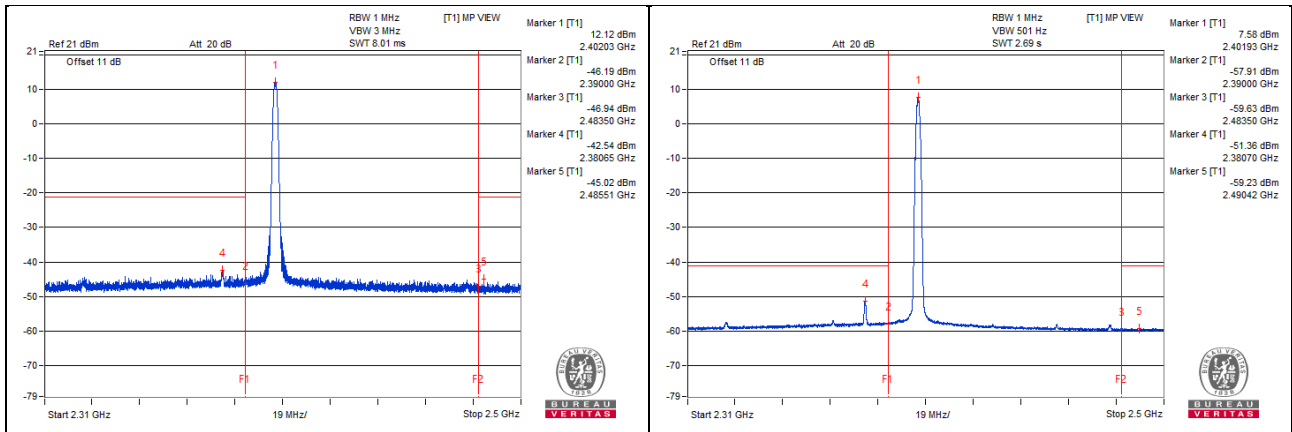 RBW 1 MHz [T1] MP VIEW
VBW 3 MHz
Ref 21 dBm Att 20 dB SWT 8.01 ms
Offset 11 dB
21
10
0
-10
-20
-30
-40
-50
-60
-70
-79
1
4
2
3
5
F1
F2
Start 2.31 GHz 19 MHz/ Stop 2.5 GHz
Marker 1 [T1]
12.12 dBm
2.40203 GHz
Marker 2 [T1]
-46.19 dBm
2.39000 GHz
Marker 3 [T1]
-46.94 dBm
2.48350 GHz
Marker 4 [T1]
-42.54 dBm
2.38065 GHz
Marker 5 [T1]
-45.02 dBm
2.48551 GHz
BUREAU VERITAS
1828
BUREAU
VERITAS
RBW 1 MHz [T1] MP VIEW
VBW 501 Hz
Ref 21 dBm Att 20 dB SWT 2.69 s
Offset 11 dB
21
10
0
-10
-20
-30
-40
-50
-60
-70
-79
1
4
2
3
5
F1
F2
Start 2.31 GHz 19 MHz/ Stop 2.5 GHz
Marker 1 [T1]
7.58 dBm
2.40193 GHz
Marker 2 [T1]
-57.91 dBm
2.39000 GHz
Marker 3 [T1]
-59.63 dBm
2.48350 GHz
Marker 4 [T1]
-51.36 dBm
2.38070 GHz
Marker 5 [T1]
-59.23 dBm
2.49042 GHz
BUREAU VERITAS
1828
BUREAU
VERITAS